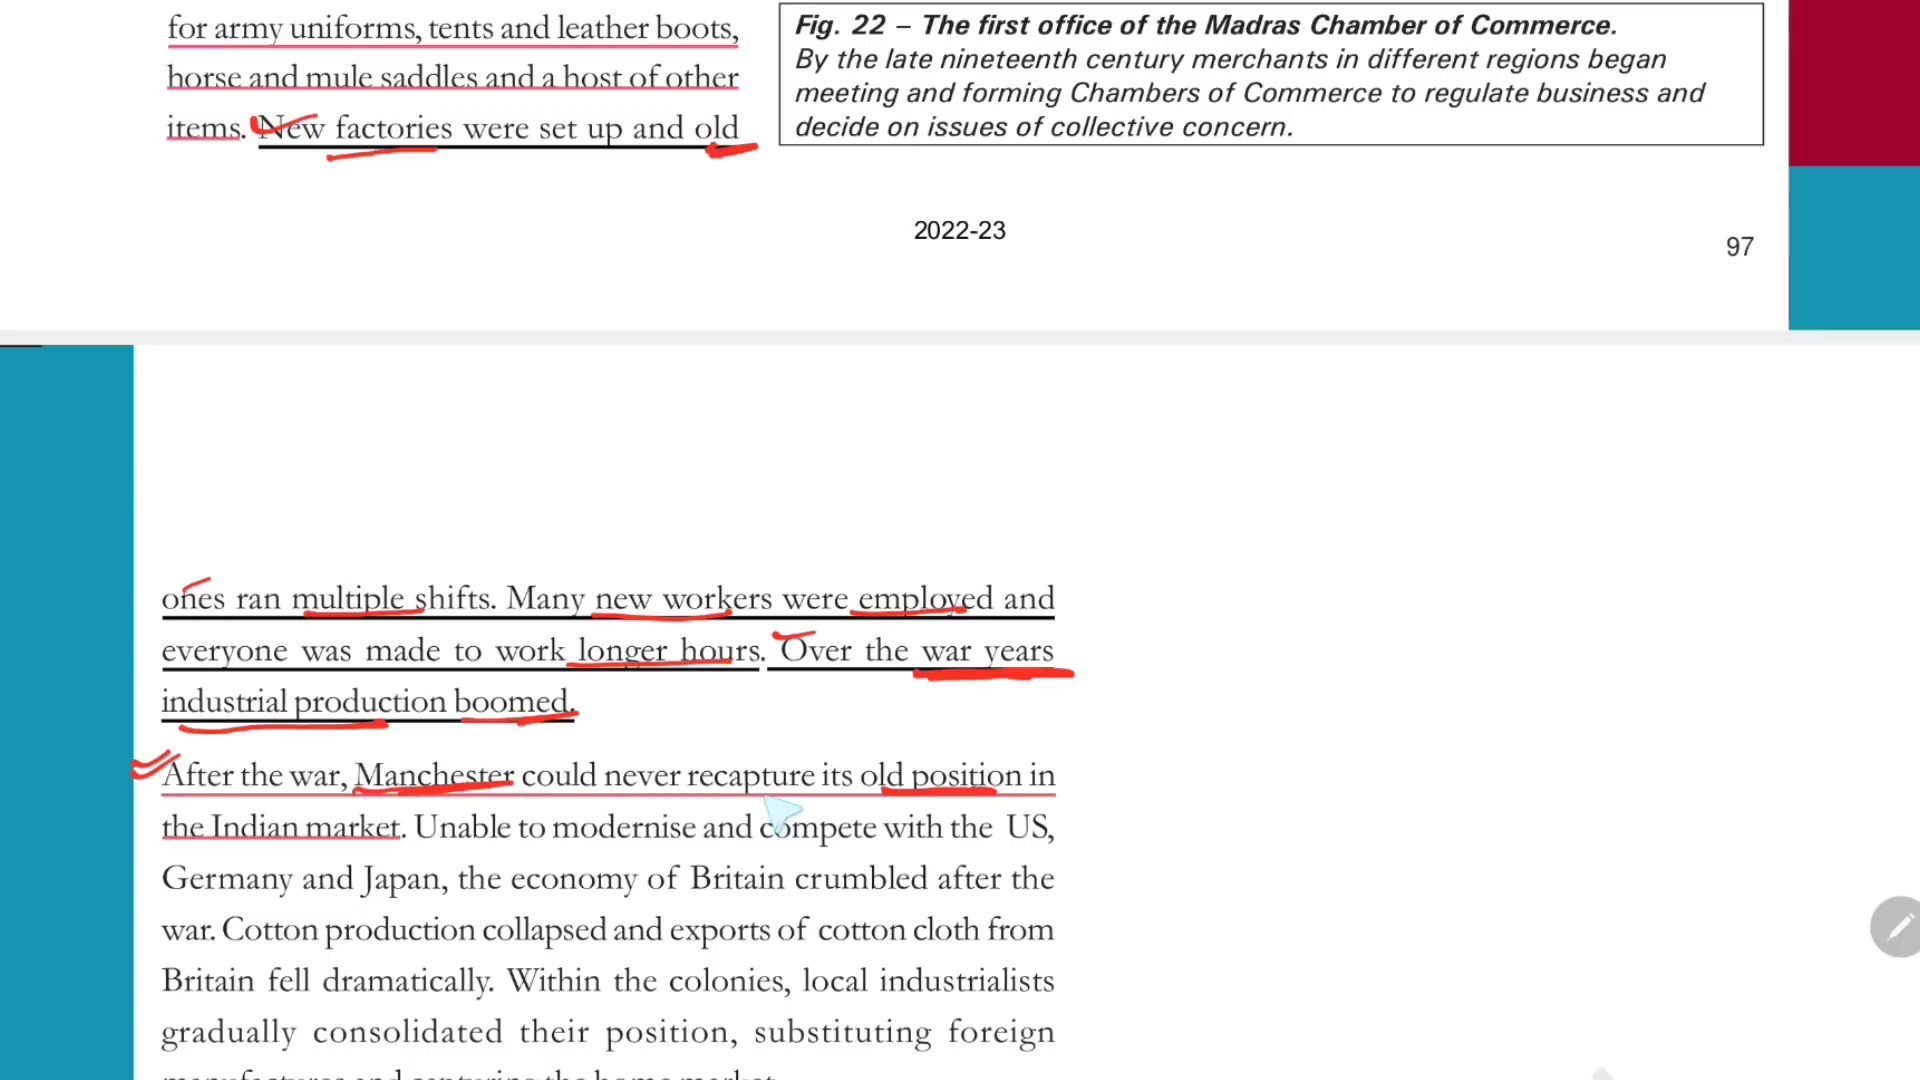 for army uniforms, tents and leather boots,
horse and mule saddles and a host of other
items. New factories were set up and old
Fig. 22 – The first office of the Madras Chamber of Commerce.
By the late nineteenth century merchants in different regions began
meeting and forming Chambers of Commerce to regulate business and
decide on issues of collective concern.
2022-23
97
ones ran multiple shifts. Many new workers were employed and
everyone was made to work longer hours. Over the war years
industrial production boomed.
After the war, Manchester could never recapture its old position in
the Indian market. Unable to modernise and compete with the US,
Germany and Japan, the economy of Britain crumbled after the
war. Cotton production collapsed and exports of cotton cloth from
Britain fell dramatically. Within the colonies, local industrialists
gradually consolidated their position, substituting foreign
manufactures and capturing the home market.